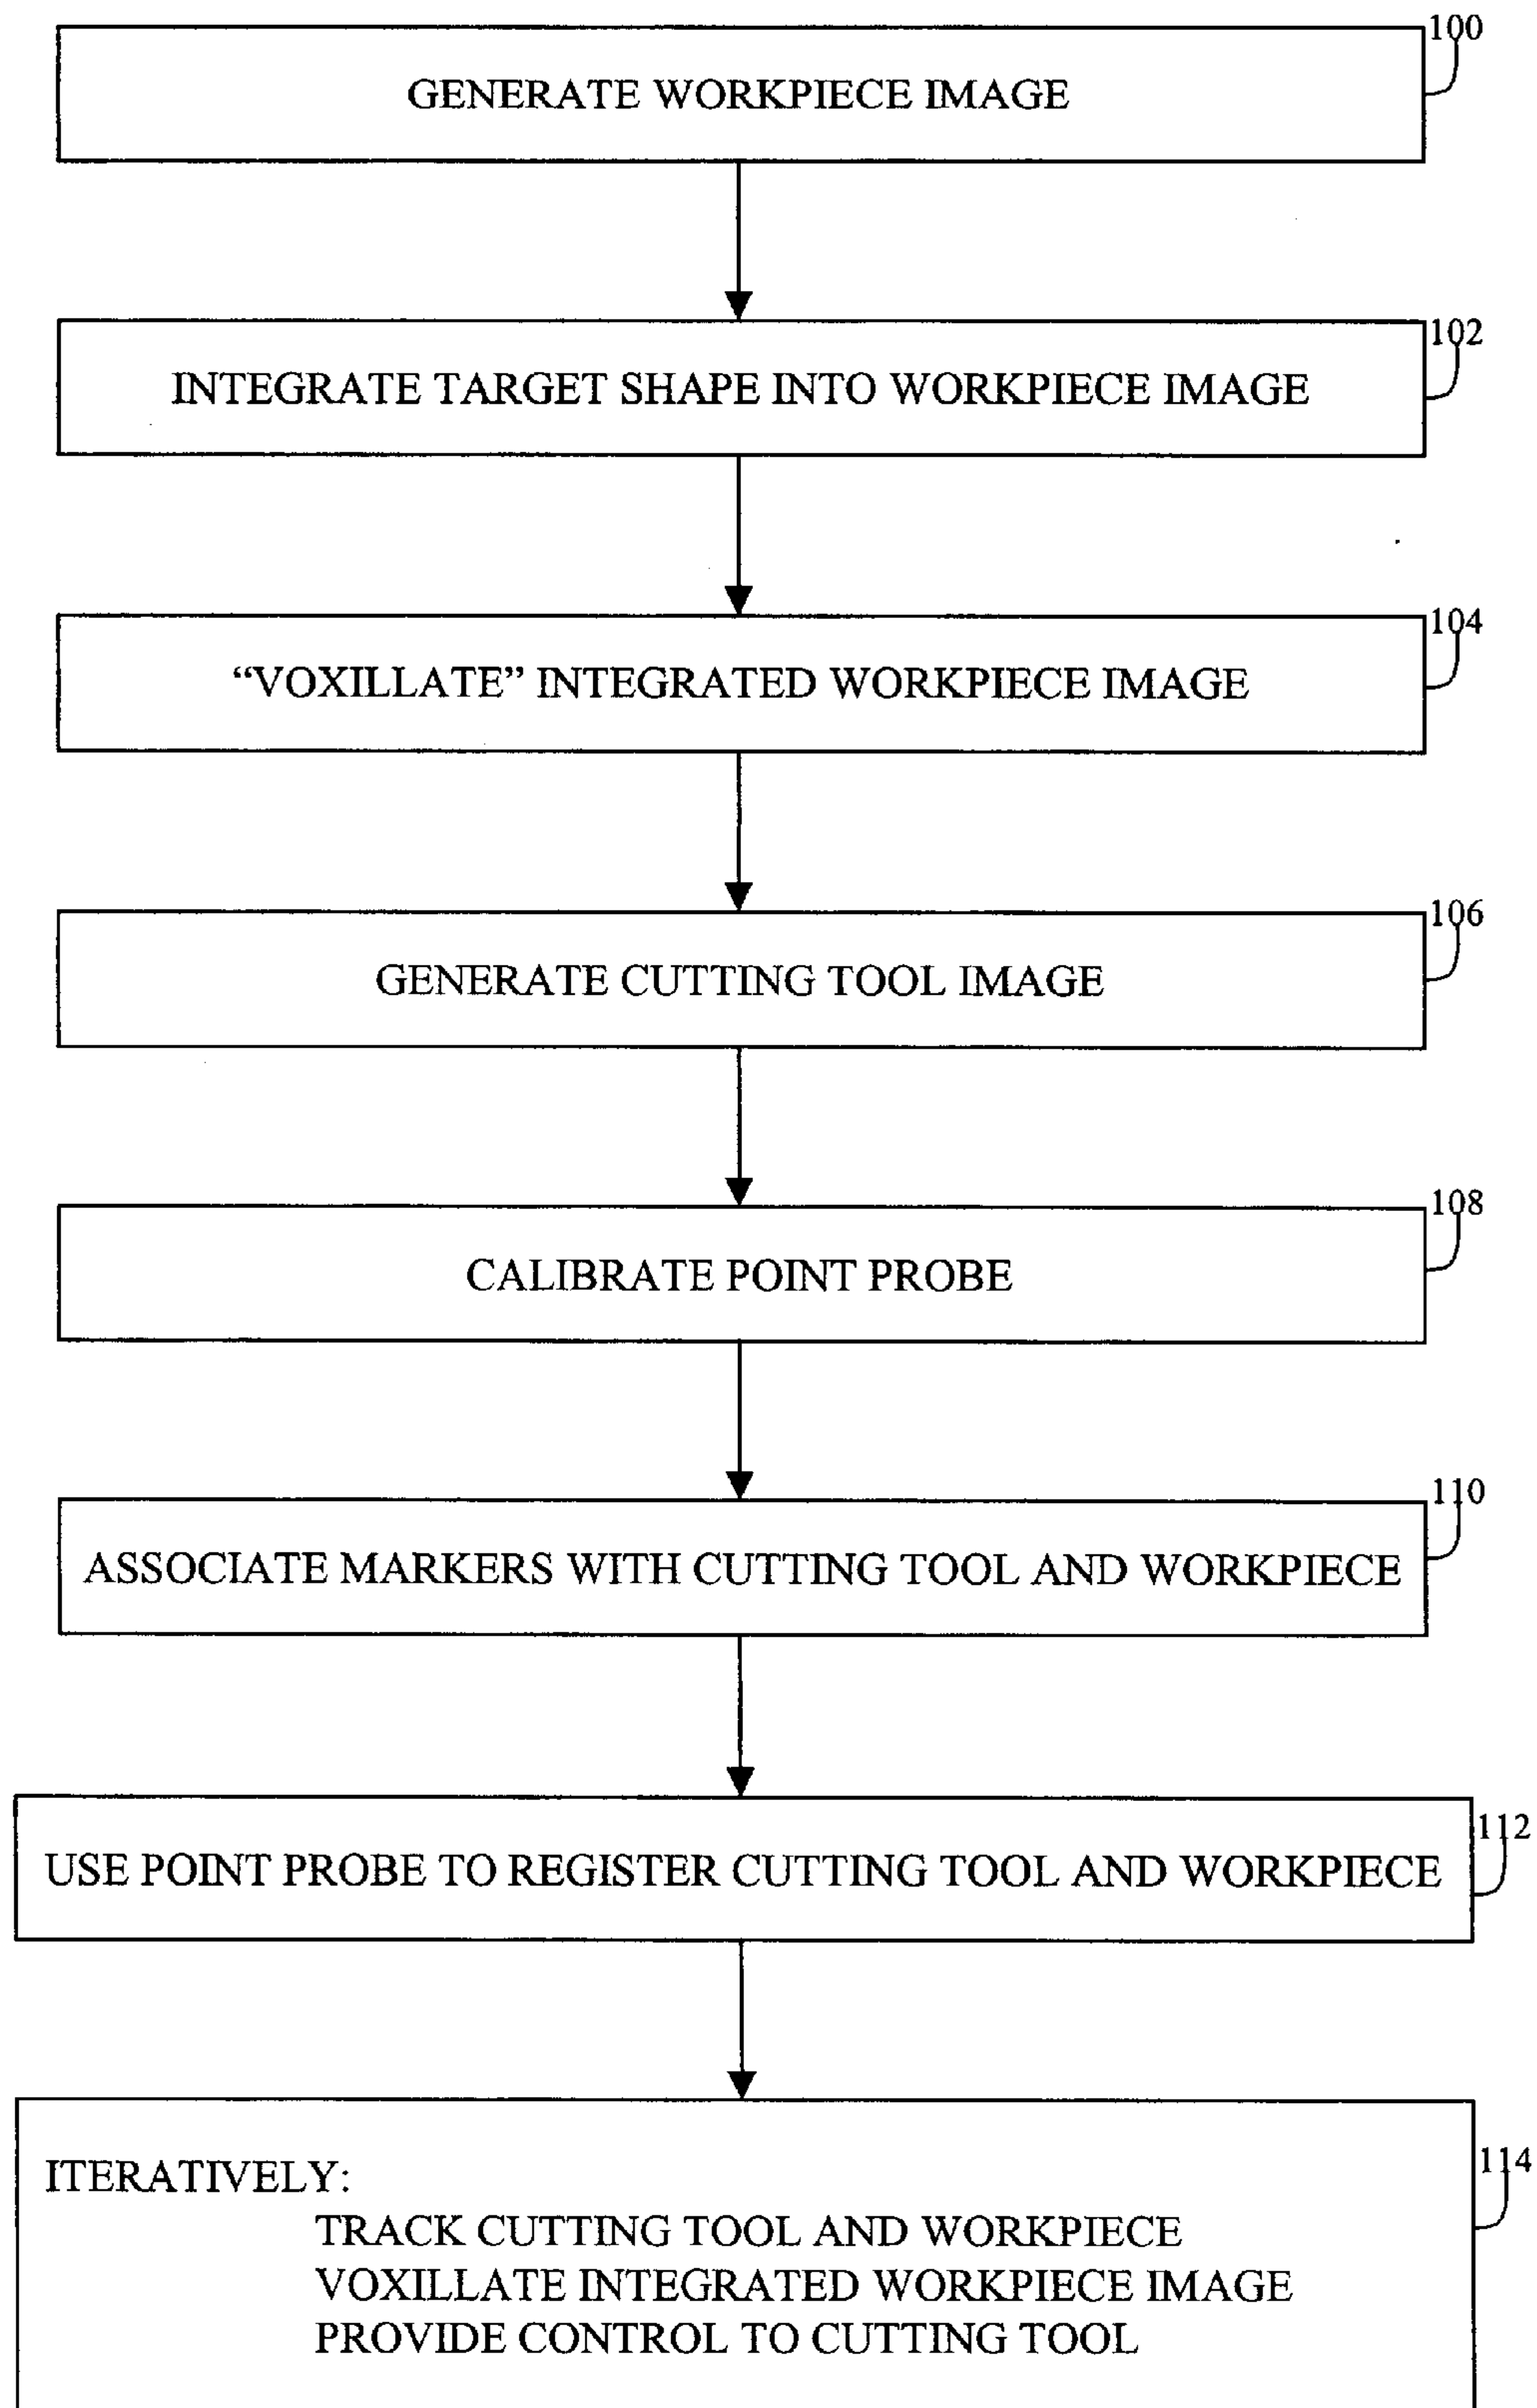 100
GENERATE WORKPIECE IMAGE
102
INTEGRATE TARGET SHAPE INTO WORKPIECE IMAGE
104
“VOXILLATE” INTEGRATED WORKPIECE IMAGE
106
GENERATE CUTTING TOOL IMAGE
108
CALIBRATE POINT PROBE
110
ASSOCIATE MARKERS WITH CUTTING TOOL AND WORKPIECE
112
USE POINT PROBE TO REGISTER CUTTING TOOL AND WORKPIECE
114
ITERATIVELY:
TRACK CUTTING TOOL AND WORKPIECE
VOXILLATE INTEGRATED WORKPIECE IMAGE
PROVIDE CONTROL TO CUTTING TOOL